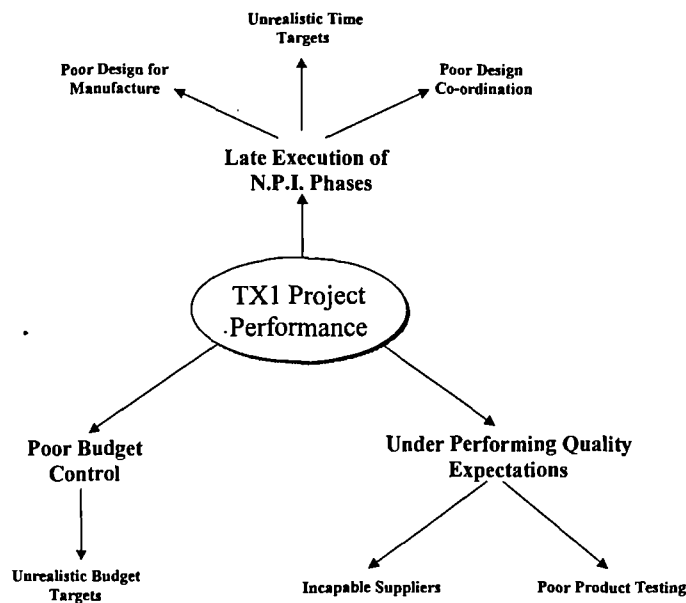 Unrealistic Time
Targets
Poor Design for
Manufacture
Poor Design
Co-ordination
Late Execution of
N.P.I. Phases
TX1 Project
Performance
Poor Budget
Control
Under Performing Quality
Expectations
Unrealistic Budget
Targets
Incapable Suppliers
Poor Product Testing